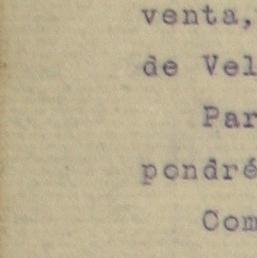 venta,
de Vel
Par
pondré
Com